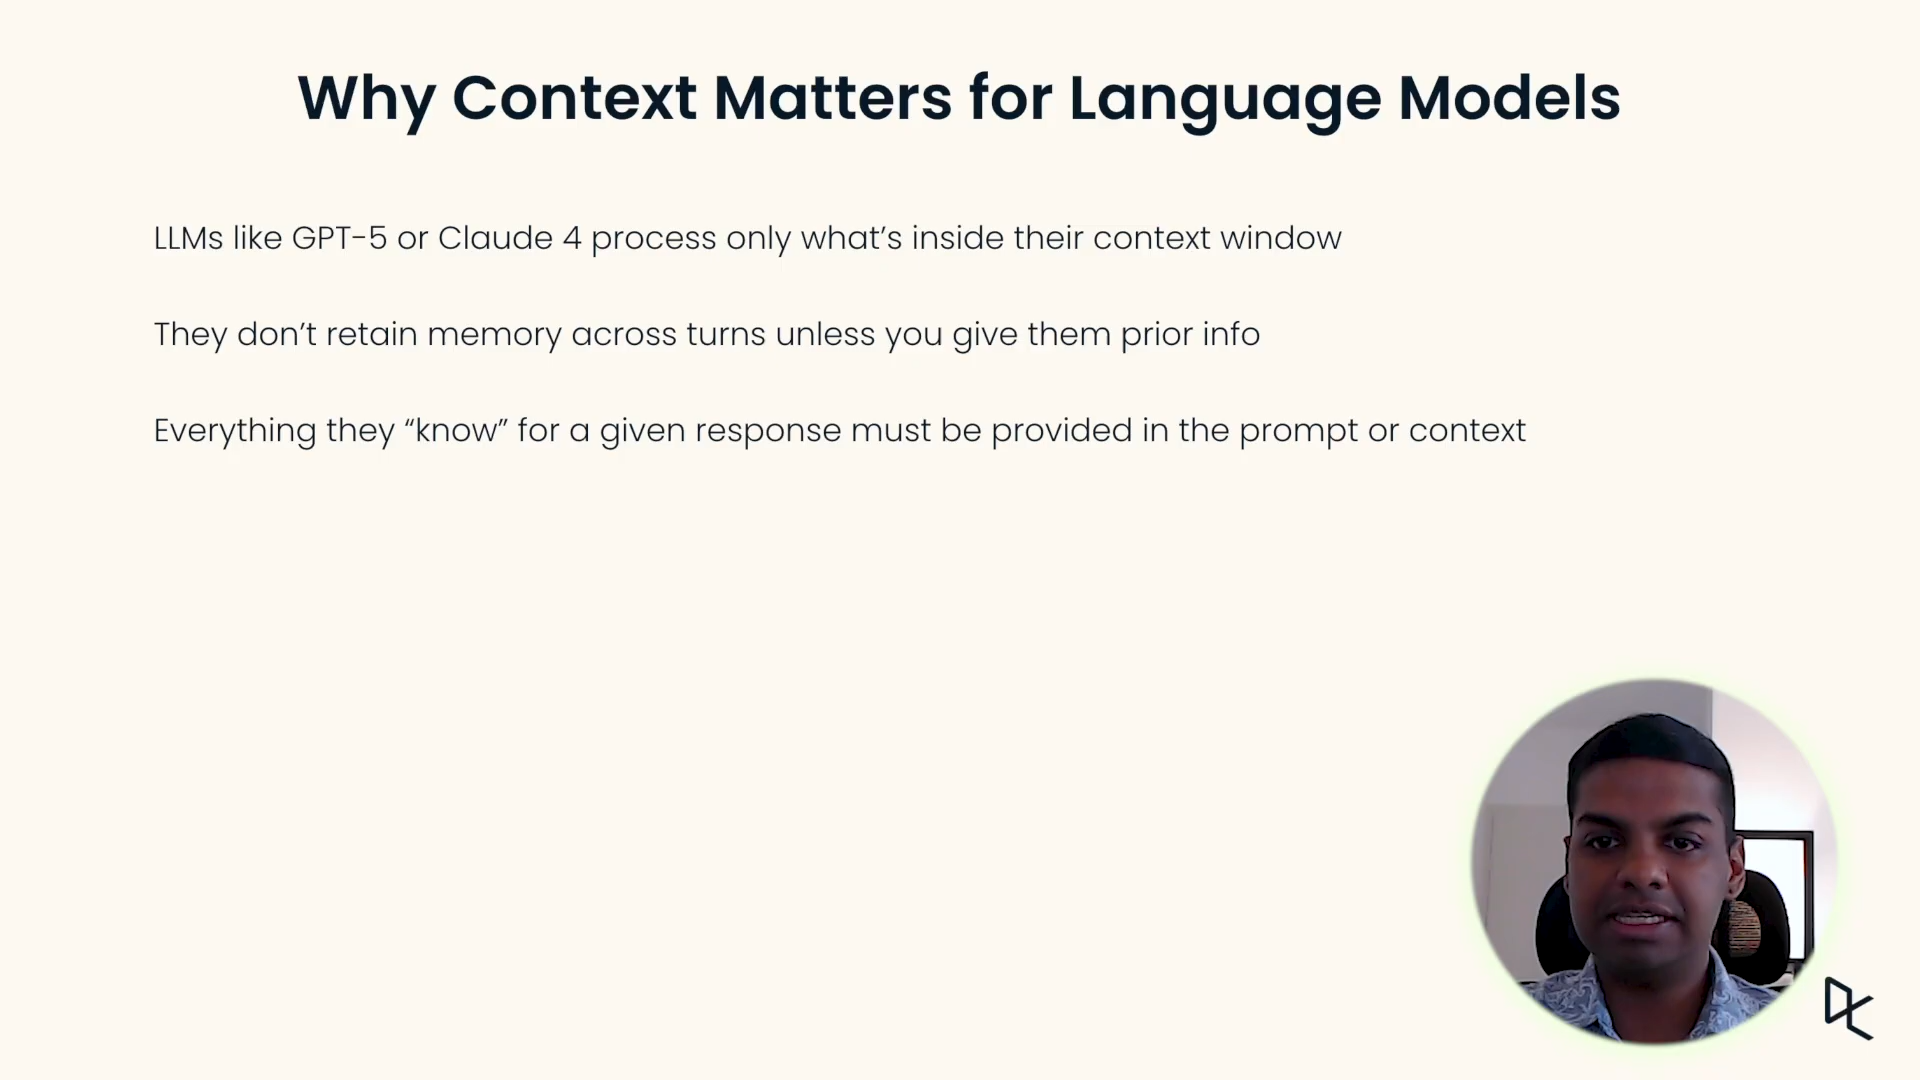 Why Context Matters for Language Models
LLMs like GPT-5 or Claude 4 process only what’s inside their context window
They don’t retain memory across turns unless you give them prior info
Everything they “know” for a given response must be provided in the prompt or context